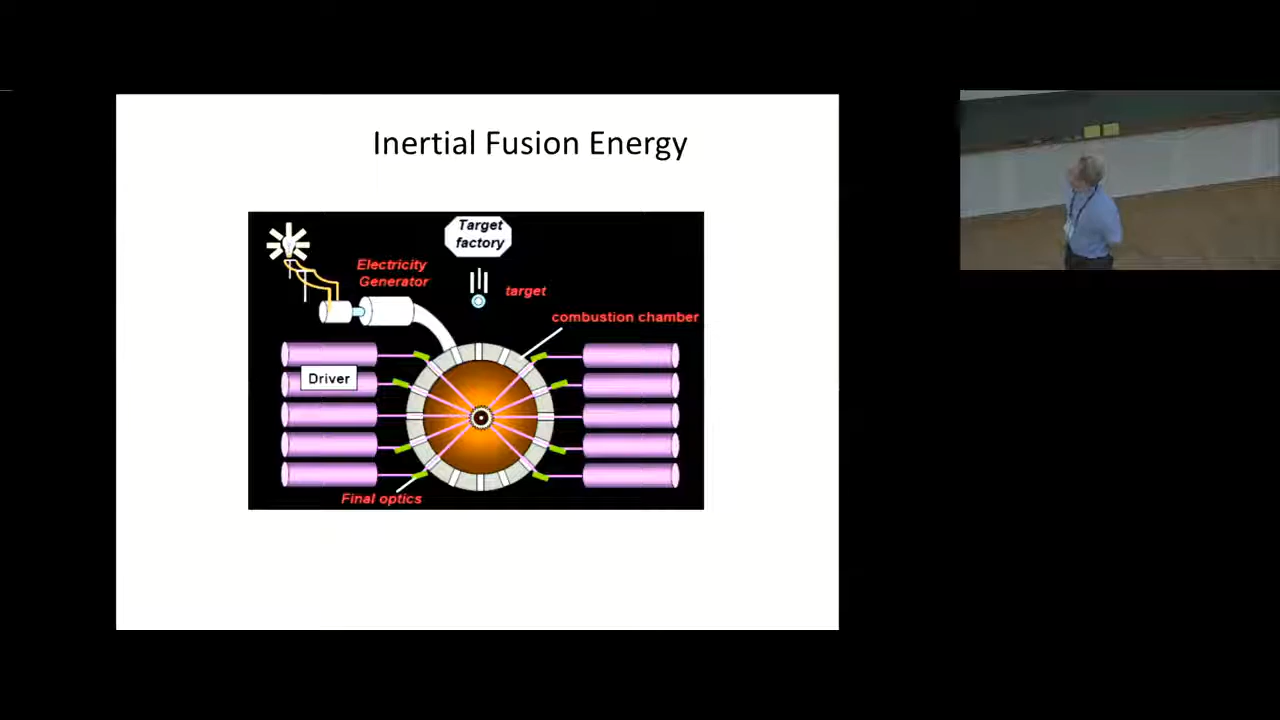 Inertial Fusion Energy
Target
factory
Electricity
Generator
target
combustion chamber
Driver
Final optics